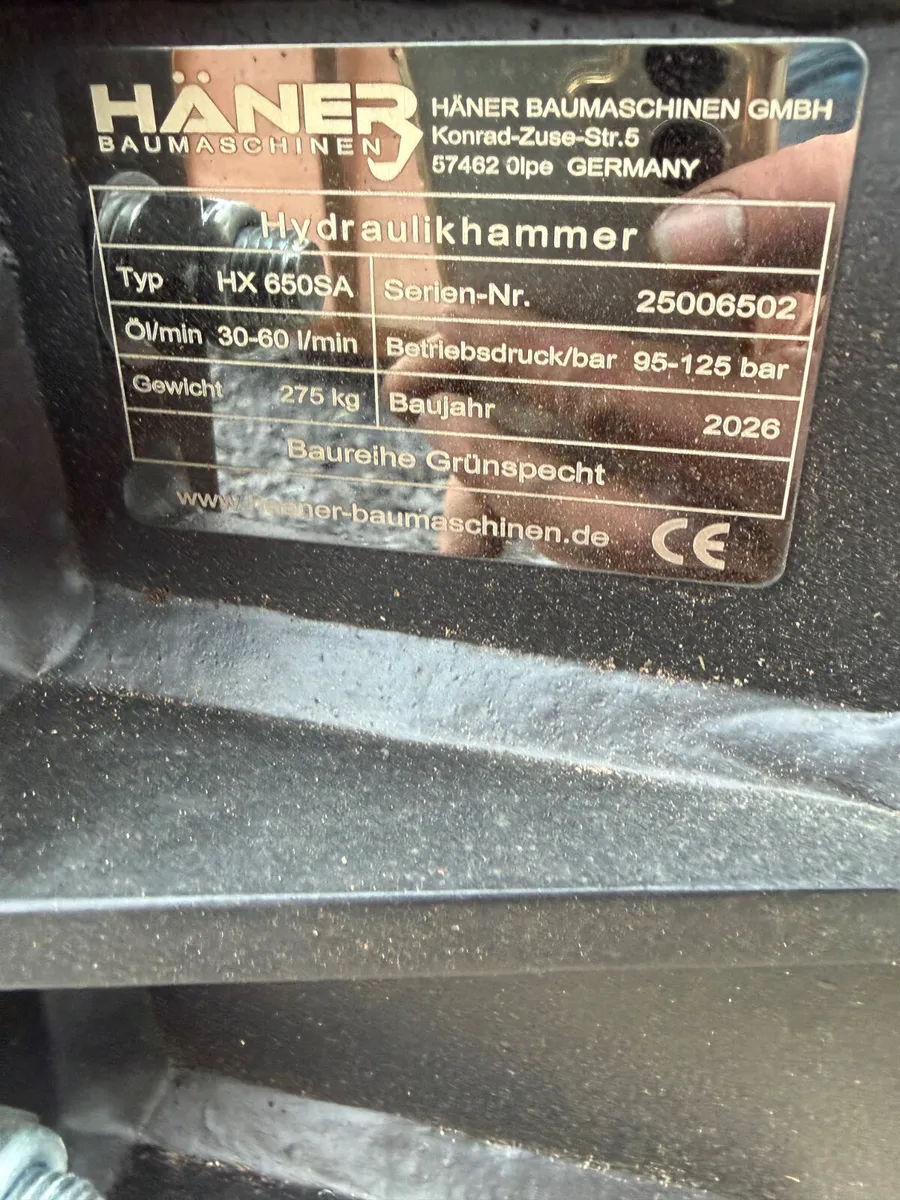 HÄNER
BAUMASCHINEN
HÄNER BAUMASCHINEN GMBH
Konrad-Zuse-Str.5
57462 Olpe GERMANY
Hydraulikhammer
Typ HX 650SA Serien-Nr. 25006502
Öl/min 30-60 l/min Betriebsdruck/bar 95-125 bar
Gewicht 275 kg Baujahr 2026
Baureihe Grünspecht
www.haener-baumaschinen.de CE